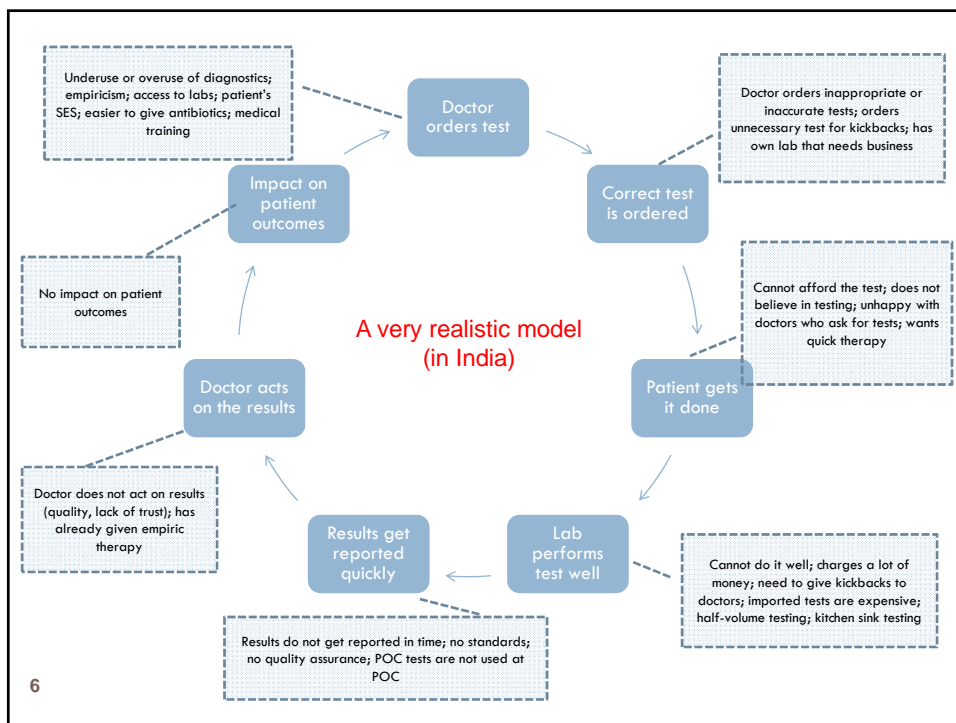 Doctor
orders test
Underuse or overuse of diagnostics;
empiricism; access to labs; patient's
SES; easier to give antibiotics; medical
training
Correct test
is ordered
Doctor orders inappropriate or
inaccurate tests; orders
unnecessary test for kickbacks; has
own lab that needs business
Patient gets
it done
Cannot afford the test; does not
believe in testing; unhappy with
doctors who ask for tests; wants
quick therapy
Lab
performs
test well
Cannot do it well; charges a lot of
money; need to give kickbacks to
doctors; imported tests are expensive;
half-volume testing; kitchen sink testing
Results get
reported
quickly
Results do not get reported in time; no standards;
no quality assurance; POC tests are not used at
POC
Doctor acts
on the results
Doctor does not act on results
(quality, lack of trust); has
already given empiric
therapy
Impact on
patient
outcomes
No impact on patient
outcomes
A very realistic model
(in India)
6